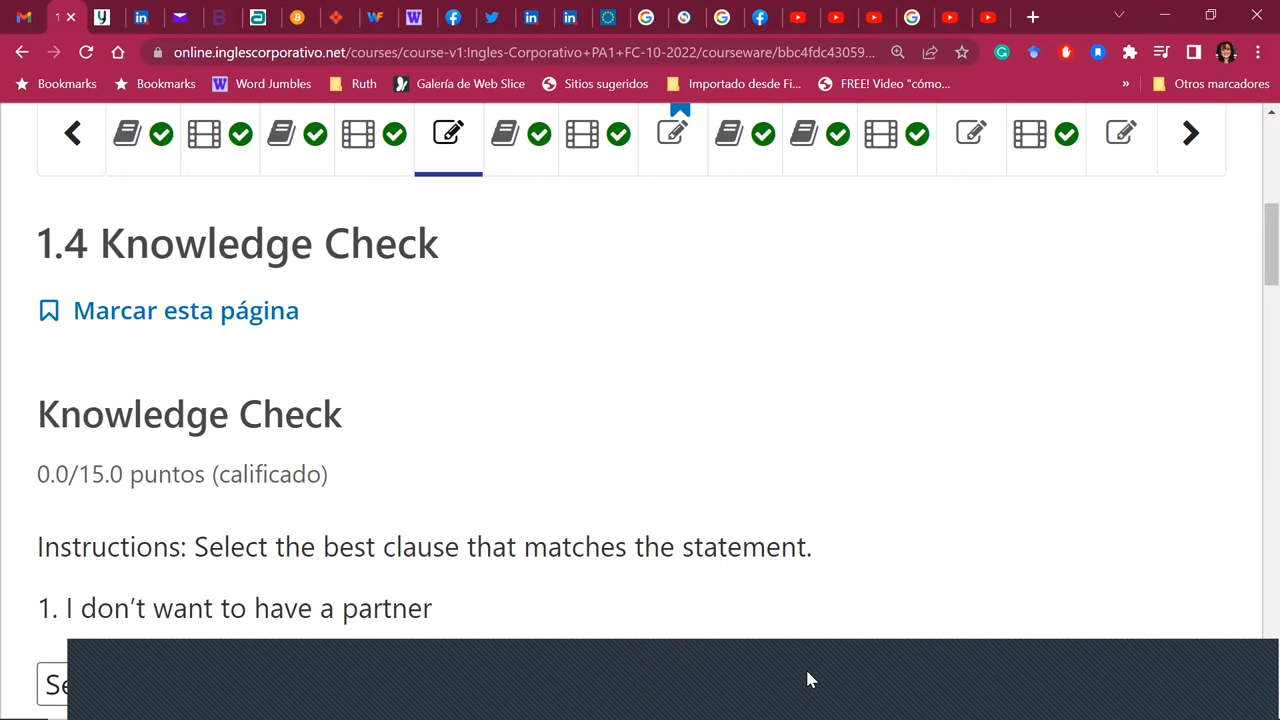 online.inglescorporativo.net/courses/course-v1:Ingles-Corporativo+PA1+FC-10-2022/courseware/bbc4fdc43059...
Bookmarks Bookmarks Word Jumbles Ruth Galería de Web Slice Sitios sugeridos Importado desde Fi... FREE! Video "cómo... » Otros marcadores
1.4 Knowledge Check
Marcar esta página
Knowledge Check
0.0/15.0 puntos (calificado)
Instructions: Select the best clause that matches the statement.
1. I don't want to have a partner